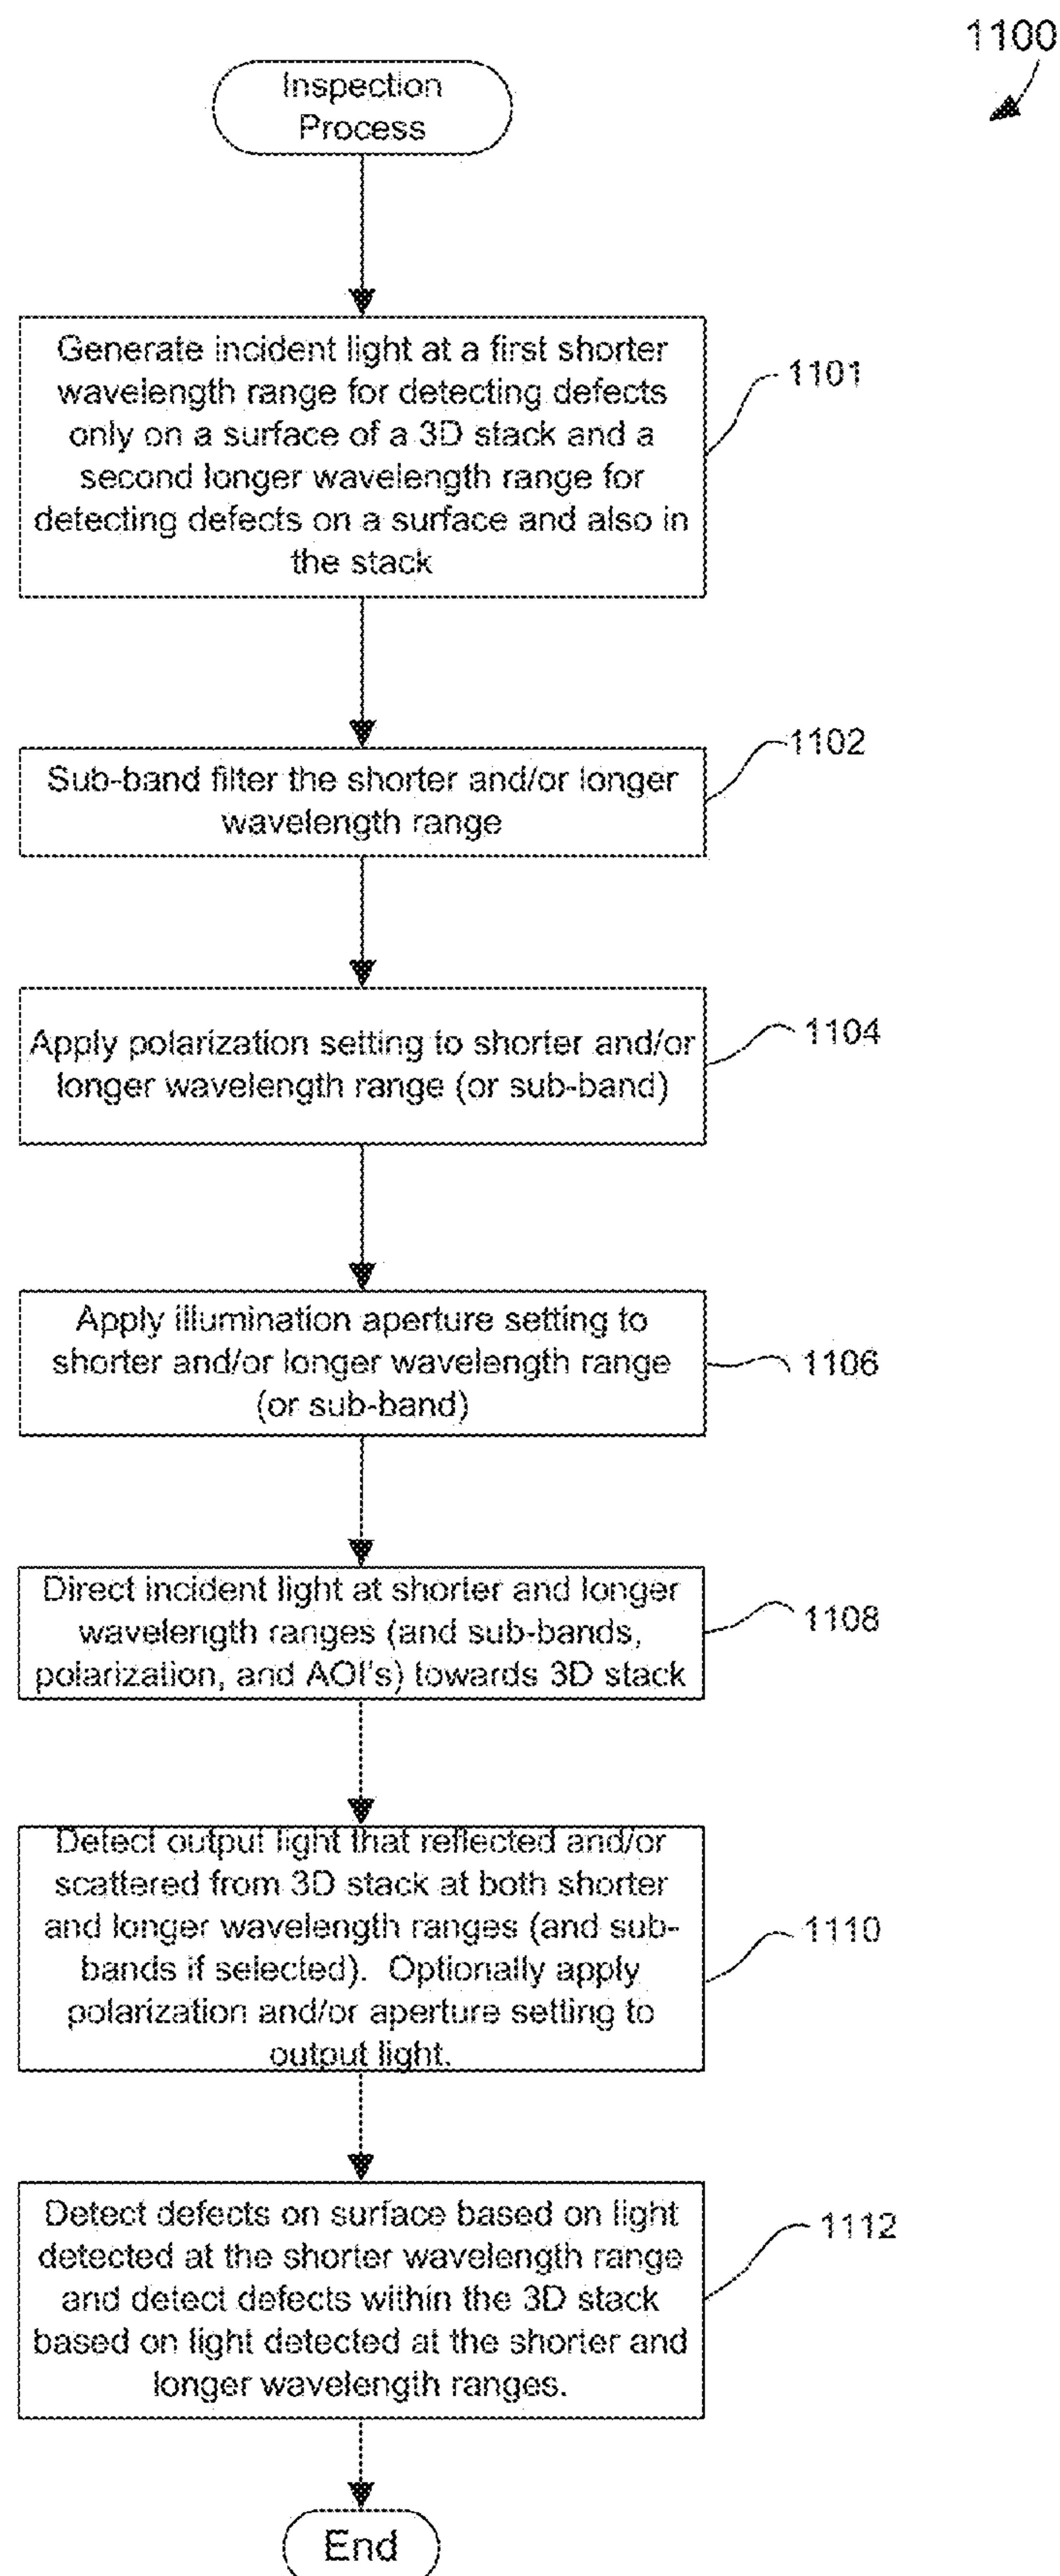 1100
Inspection
Process
Generate incident light at a first shorter
wavelength range for detecting defects
only on a surface of a 3D stack and a
second longer wavelength range for
detecting defects on a surface and also in
the stack
1101
Sub-band filter the shorter and/or longer
wavelength range
1102
Apply polarization setting to shorter and/or
longer wavelength range (or sub-band)
1104
Apply illumination aperture setting to
shorter and/or longer wavelength range
(or sub-band)
1106
Direct incident light at shorter and longer
wavelength ranges (and sub-bands,
polarization, and AOI's) towards 3D stack
1108
Detect output light that reflected and/or
scattered from 3D stack at both shorter
and longer wavelength ranges (and sub-
bands if selected). Optionally apply
polarization and/or aperture setting to
output light.
1110
Detect defects on surface based on light
detected at the shorter wavelength range
and detect defects within the 3D stack
based on light detected at the shorter and
longer wavelength ranges.
1112
End